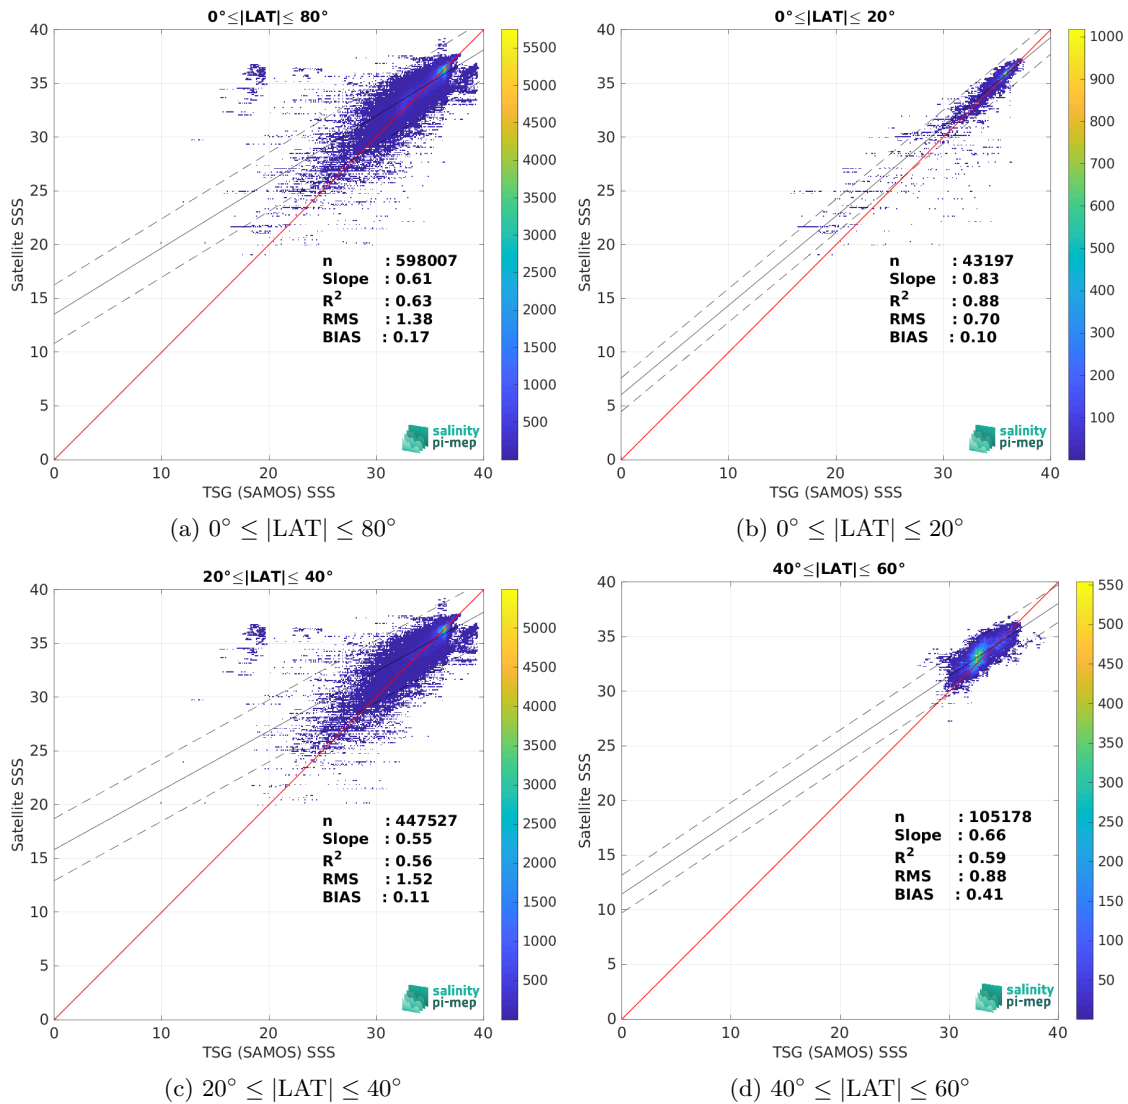 0°≤|LAT|≤ 80°
40
35
30
25
20
15
10
5
0
Satellite SSS
0
10
20
30
40
TSG (SAMOS) SSS
n : 598007
Slope : 0.61
R² : 0.63
RMS : 1.38
BIAS : 0.17
salinity
pi-mep
5500
5000
4500
4000
3500
3000
2500
2000
1500
1000
500
(a) 0° ≤ |LAT| ≤ 80°
0°≤|LAT|≤ 20°
40
35
30
25
20
15
10
5
0
Satellite SSS
0
10
20
30
40
TSG (SAMOS) SSS
n : 43197
Slope : 0.83
R² : 0.88
RMS : 0.70
BIAS : 0.10
salinity
pi-mep
1000
900
800
700
600
500
400
300
200
100
(b) 0° ≤ |LAT| ≤ 20°
20°≤|LAT|≤ 40°
40
35
30
25
20
15
10
5
0
Satellite SSS
0
10
20
30
40
TSG (SAMOS) SSS
n : 447527
Slope : 0.55
R² : 0.56
RMS : 1.52
BIAS : 0.11
salinity
pi-mep
5000
4500
4000
3500
3000
2500
2000
1500
1000
500
(c) 20° ≤ |LAT| ≤ 40°
40°≤|LAT|≤ 60°
40
35
30
25
20
15
10
5
0
Satellite SSS
0
10
20
30
40
TSG (SAMOS) SSS
n : 105178
Slope : 0.66
R² : 0.59
RMS : 0.88
BIAS : 0.41
salinity
pi-mep
550
500
450
400
350
300
250
200
150
100
50
(d) 40° ≤ |LAT| ≤ 60°